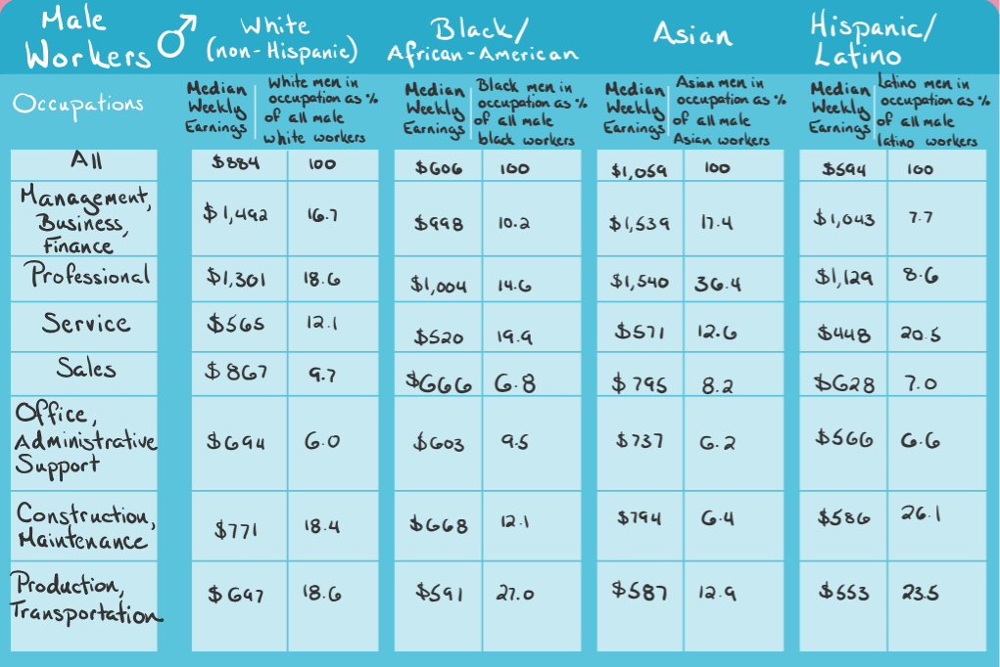 Male Workers ♂ White (non-Hispanic) Black/ African-American Asian Hispanic/ Latino
Occupations
Median Weekly Earnings
White men in occupation as % of all male white workers
Median Weekly Earnings
Black men in occupation as % of all male black workers
Median Weekly Earnings
Asian men in occupation as % of all male Asian workers
Median Weekly Earnings
Latino men in occupation as % of all male latino workers
All $884 100 $606 100 $1,059 100 $594 100
Management, Business, Finance $1,492 16.7 $998 10.2 $1,539 17.4 $1,043 7.7
Professional $1,301 18.6 $1,004 14.6 $1,540 36.4 $1,129 8.6
Service $565 12.1 $520 19.9 $571 12.6 $448 20.5
Sales $867 9.7 $666 6.8 $795 8.2 $628 7.0
Office, Administrative Support $694 6.0 $603 9.5 $737 6.2 $566 6.6
Construction, Maintenance $771 18.4 $668 12.1 $794 6.4 $586 26.1
Production, Transportation $697 18.6 $591 27.0 $587 12.9 $553 23.5